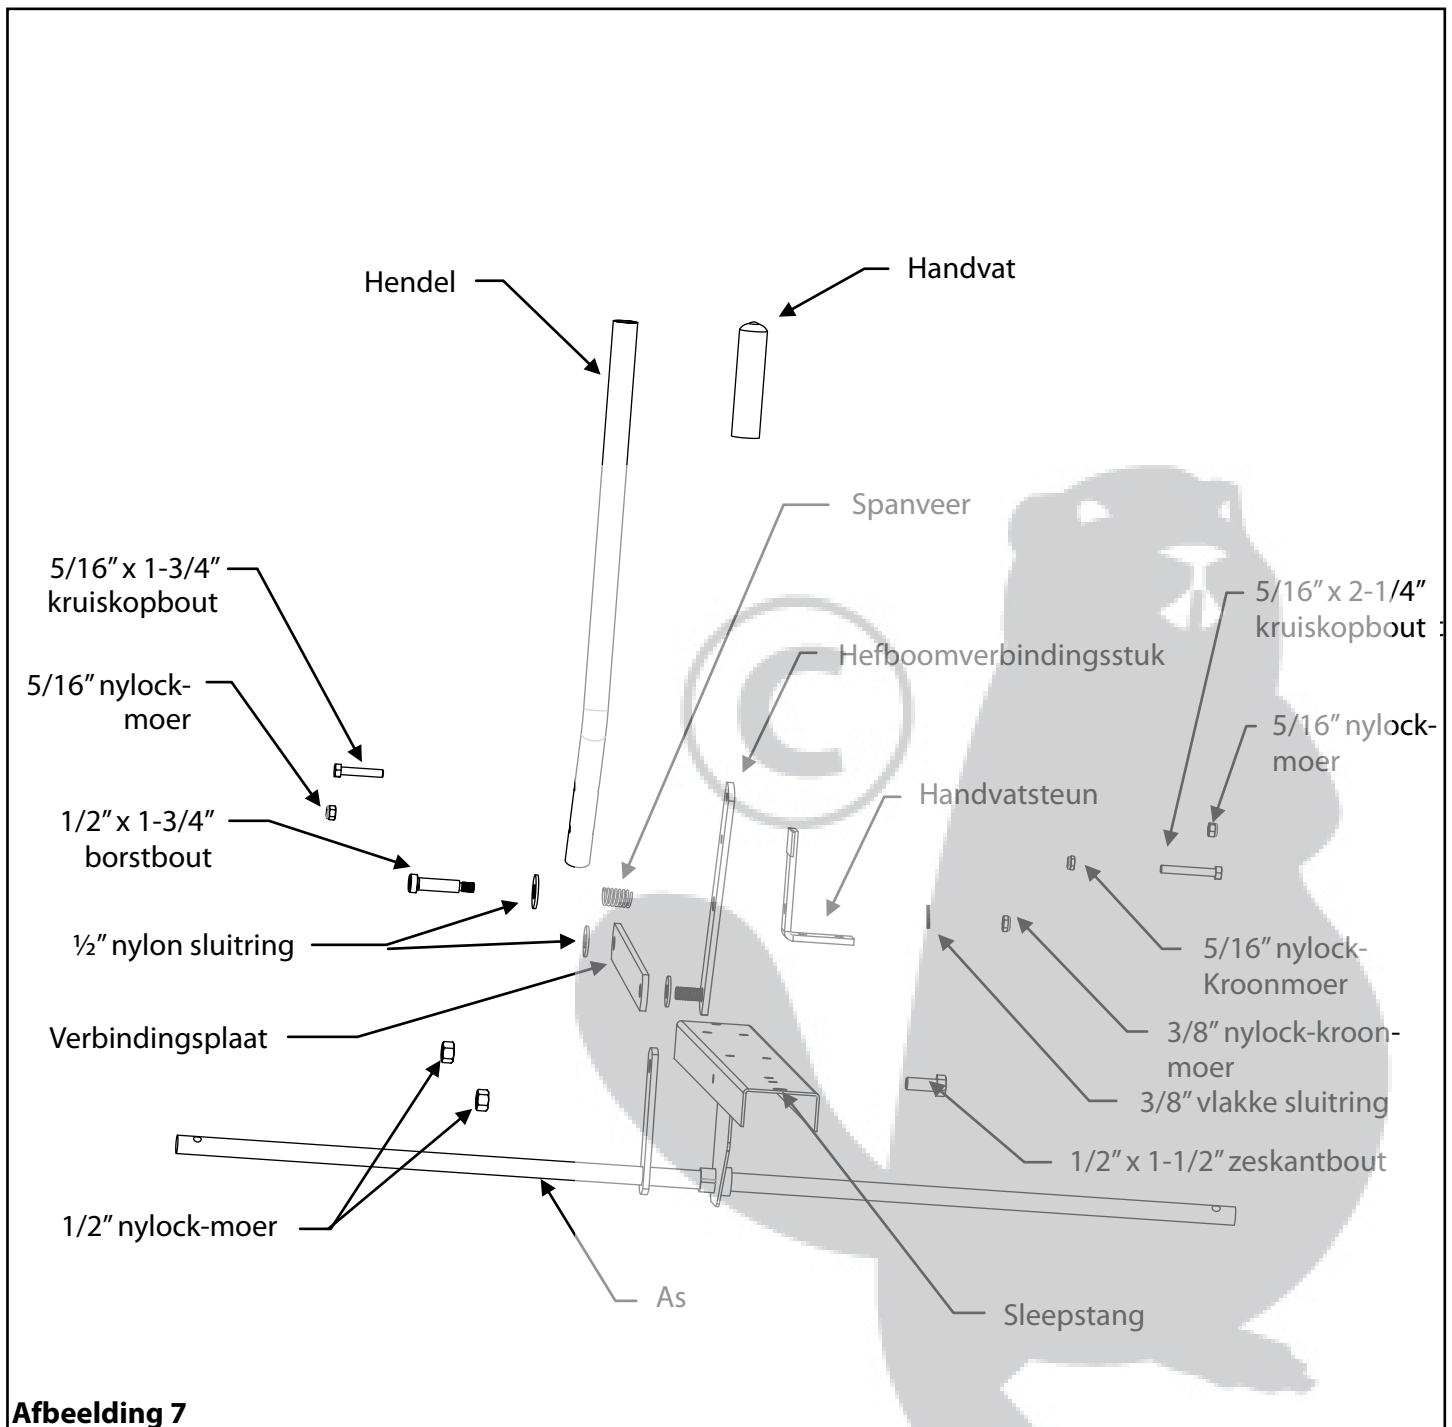 Hendel
Handvat
Spanveer
5/16” x 1-3/4”
kruiskopbout
5/16” x 2-1/4”
kruiskopbout
Hefboomverbindingsstuk
5/16” nylock-
moer
5/16” nylock-
moer
Handvatsteun
1/2” x 1-3/4”
borstbout
½” nylon sluitring
5/16” nylock-
Kroonmoer
Verbindingsplaat
3/8” nylock-kroon-
moer
3/8” vlakke sluitring
1/2” x 1-1/2” zeskantbout
1/2” nylock-moer
As
Sleepstang
Afbeelding 7
©